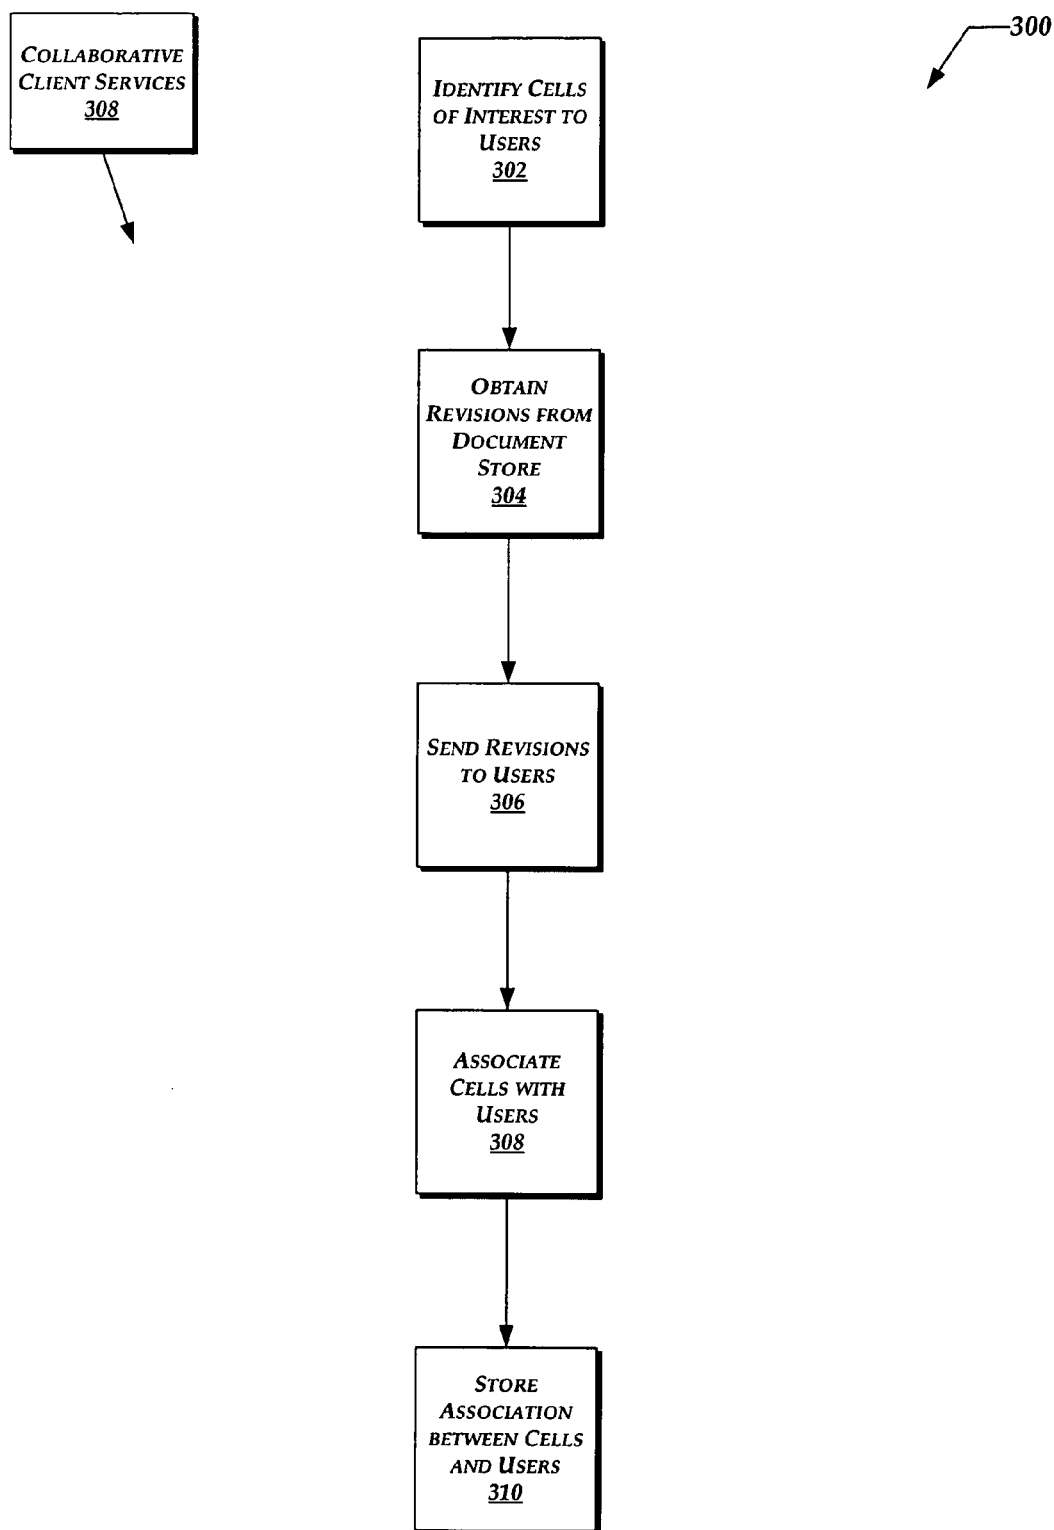 COLLABORATIVE
CLIENT SERVICES
308
300
IDENTIFY CELLS
OF INTEREST TO
USERS
302
OBTAIN
REVISIONS FROM
DOCUMENT
STORE
304
SEND REVISIONS
TO USERS
306
ASSOCIATE
CELLS WITH
USERS
308
STORE
ASSOCIATION
BETWEEN CELLS
AND USERS
310